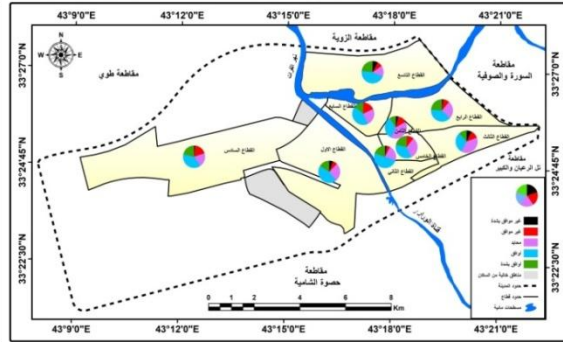 43°9'0"E 43°12'0"E 43°15'0"E 43°18'0"E 43°21'0"E
33°27'0"N 33°27'0"N
33°24'45"N 33°24'45"N
33°22'30"N 33°22'30"N
N
W E
S
مقاطعة الزوية
مقاطعة طوي
مقاطعة
السورة والصوفية
نهر الفرات
القطاع التاسع
القطاع السابع
القطاع الرابع
القطاع الثامن
القطاع الثالث
القطاع السادس
القطاع الاول
القطاع الخامس
القطاع الثاني
مقاطعة
تل الرعيان والكبير
مقاطعة
حصوة الشامية
غير موافق بشدة
غير موافق
محايد
اوافق
اوافق بشدة
مناطق خالية من السكان
حدود المدينة
حدود قطاع
مسطحات مائية
0 1 2 4 6 8
Km
43°9'0"E 43°12'0"E 43°15'0"E 43°18'0"E 43°21'0"E